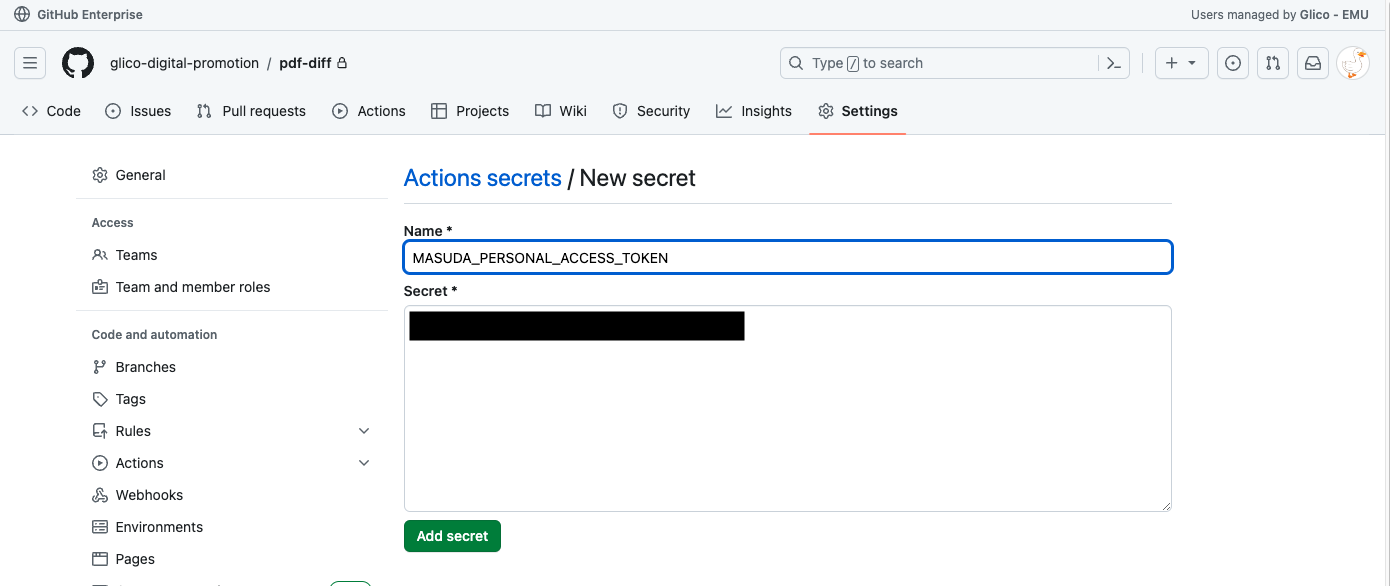 GitHub Enterprise
Users managed by Glico - EMU
glico-digital-promotion / pdf-diff
Type / to search
Code
Issues
Pull requests
Actions
Projects
Wiki
Security
Insights
Settings
General
Access
Teams
Team and member roles
Code and automation
Branches
Tags
Rules
Actions
Webhooks
Environments
Pages
Actions secrets / New secret
Name *
MASUDA_PERSONAL_ACCESS_TOKEN
Secret *
Add secret